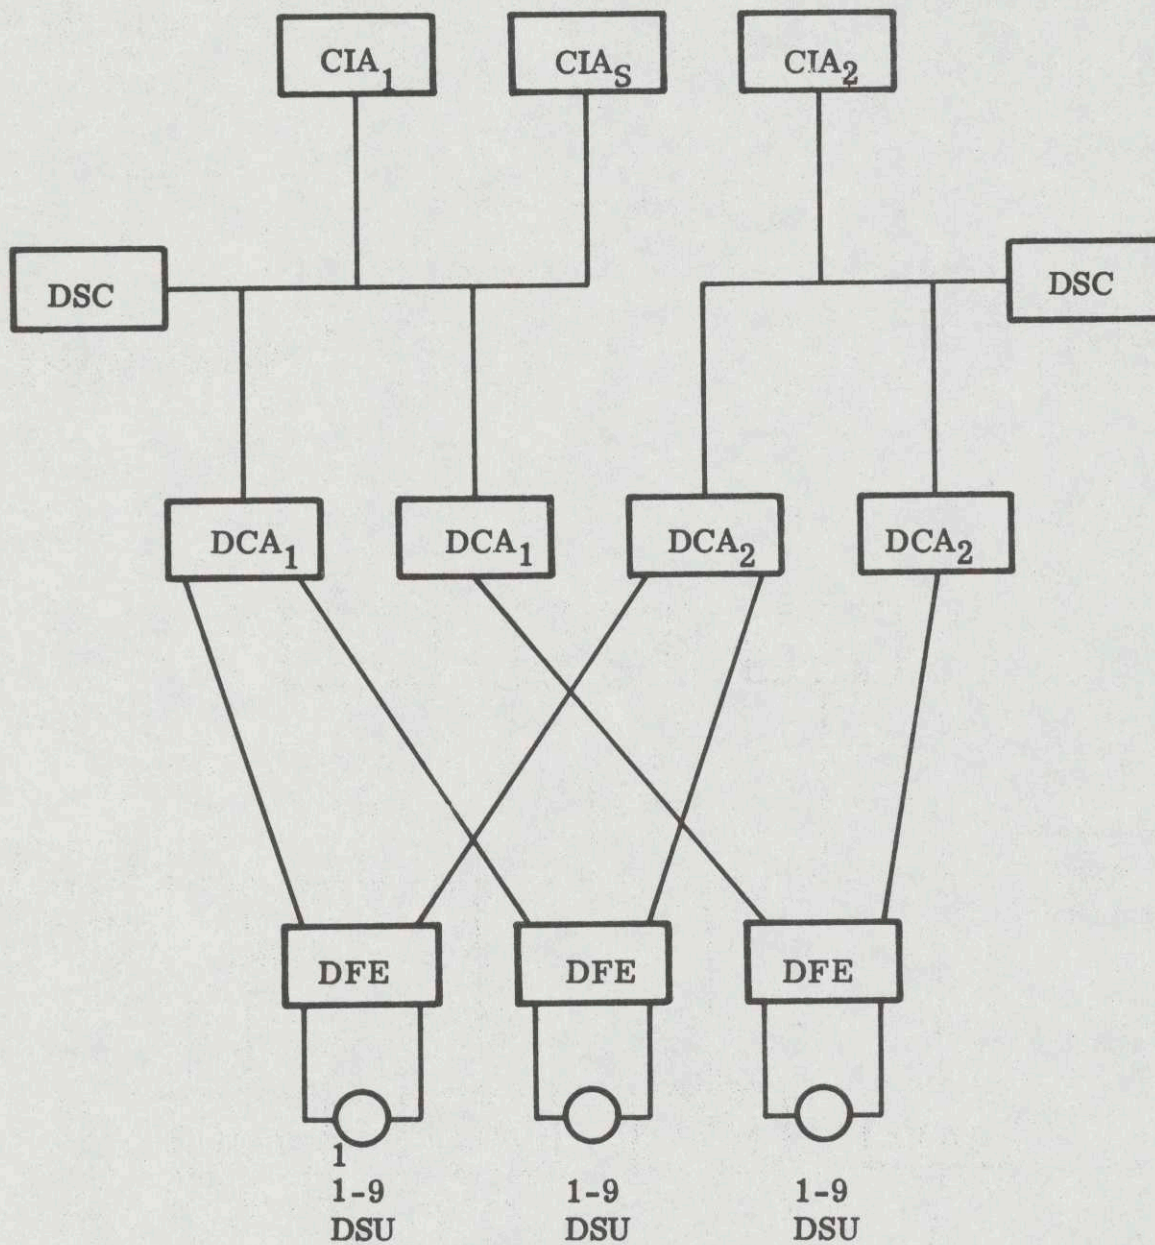 CIA1
CIAS
CIA2
DSC
DSC
DCA1
DCA1
DCA2
DCA2
DFE
DFE
DFE
1
1-9
DSU
1-9
DSU
1-9
DSU